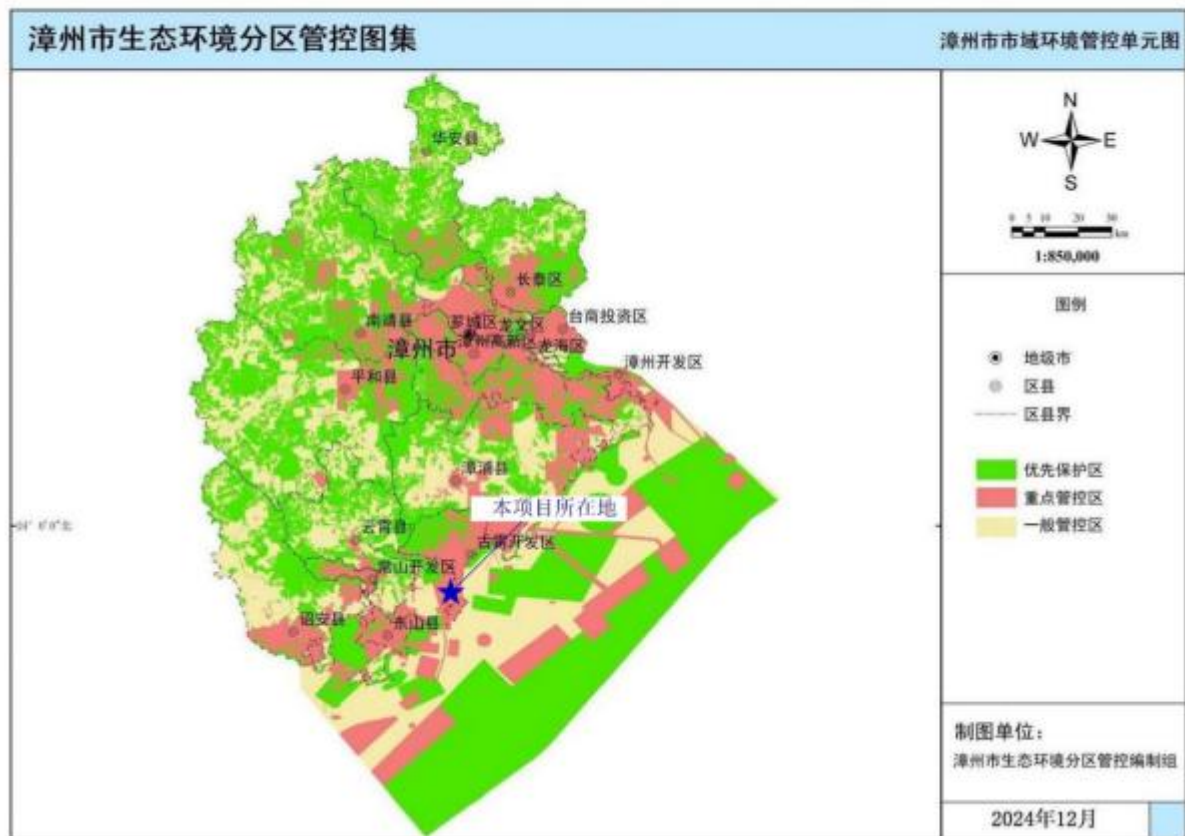 漳州市生态环境分区管控图集
漳州市市域环境管控单元图
N
W
E
S
0 5 10 20 30
km
1:850,000
图例
地级市
区县
区县界
优先保护区
重点管控区
一般管控区
华安县
长泰区
南靖县
芗城区
龙文区
台商投资区
漳州市
漳州高新区
龙海区
漳州开发区
平和县
漳浦县
本项目所在地
云霄县
古雷开发区
常山开发区
诏安县
东山县
制图单位：
漳州市生态环境分区管控编制组
2024年12月